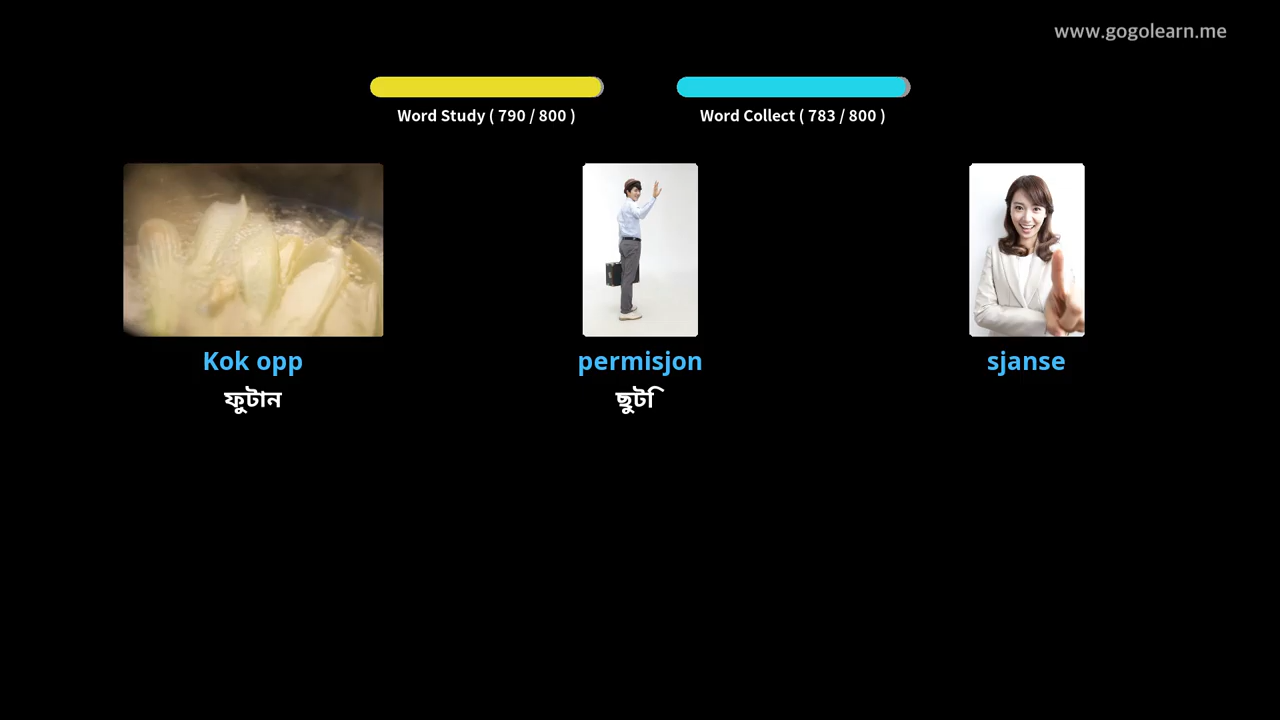 www.gogolearn.me
Word Study ( 790 / 800 )
Word Collect ( 783 / 800 )
Kok opp
permisjon
sjanse
ফুটান
ছুটি